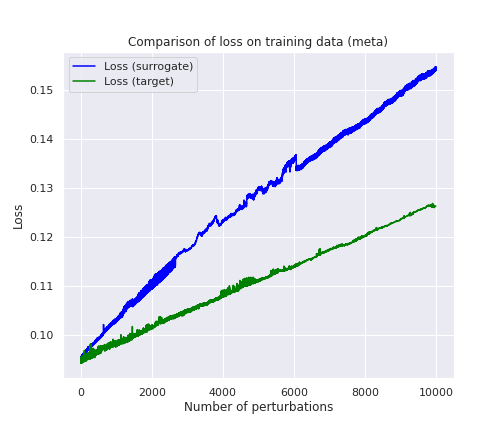 Comparison of loss on training data (meta)
Loss (surrogate)
Loss (target)
Loss
0.15
0.14
0.13
0.12
0.11
0.10
0 2000 4000 6000 8000 10000
Number of perturbations